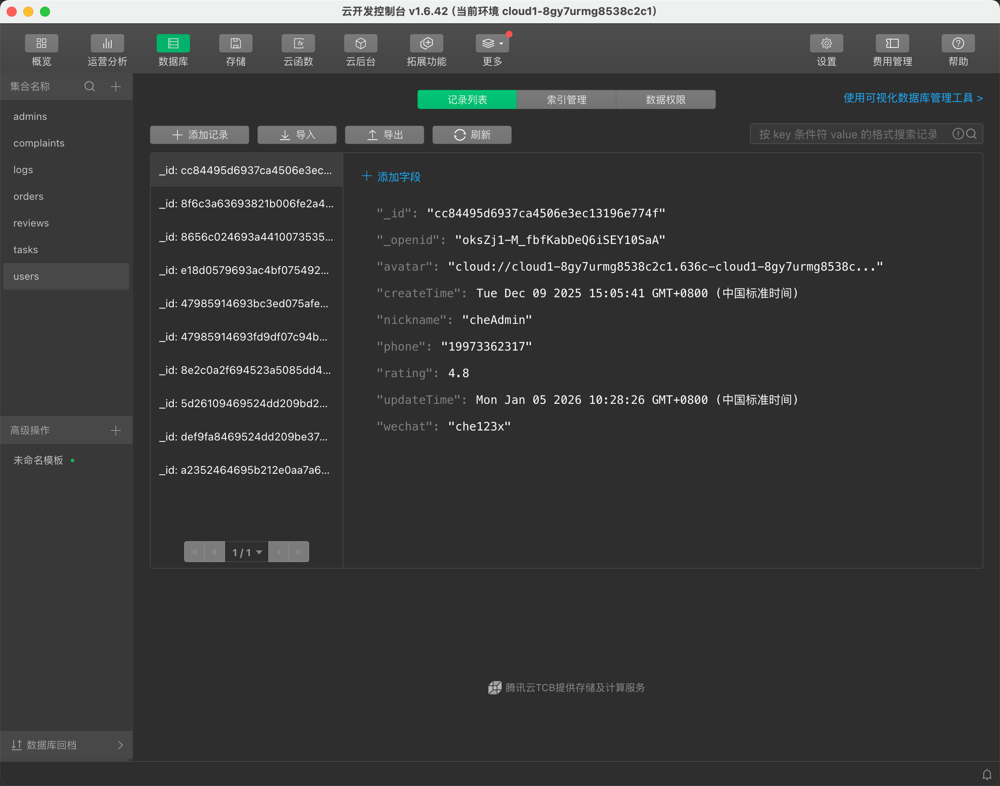 云开发控制台 v1.6.42 (当前环境 cloud1-8gy7urmg8538c2c1)
概览 运营分析 数据库 存储 云函数 云后台 拓展功能 更多 设置 费用管理 帮助
集合名称
admins
complaints
logs
orders
reviews
tasks
users
高级操作
未命名模板
数据库回档
记录列表 索引管理 数据权限
使用可视化数据库管理工具 >
添加记录 导入 导出 刷新
按 key 条件符 value 的格式搜索记录
_id: cc84495d6937ca4506e3ec...
_id: 8f6c3a63693821b006fe2a4...
_id: 8656c024693a4410073535...
_id: e18d0579693ac4bf075492...
_id: 47985914693bc3ed075afe...
_id: 47985914693fd9df07c94b...
_id: 8e2c0a2f694523a5085dd4...
_id: 5d26109469524dd209bd2...
_id: def9fa8469524dd209be37...
_id: a2352464695b212e0aa7a6...
1 / 1
添加字段
"_id": "cc84495d6937ca4506e3ec13196e774f"
"_openid": "oksZj1-M_fbfKabDeQ6iSEY10SaA"
"avatar": "cloud://cloud1-8gy7urmg8538c2c1.636c-cloud1-8gy7urmg8538c..."
"createTime": Tue Dec 09 2025 15:05:41 GMT+0800 (中国标准时间)
"nickname": "cheAdmin"
"phone": "19973362317"
"rating": 4.8
"updateTime": Mon Jan 05 2026 10:28:26 GMT+0800 (中国标准时间)
"wechat": "che123x"
腾讯云TCB提供存储及计算服务